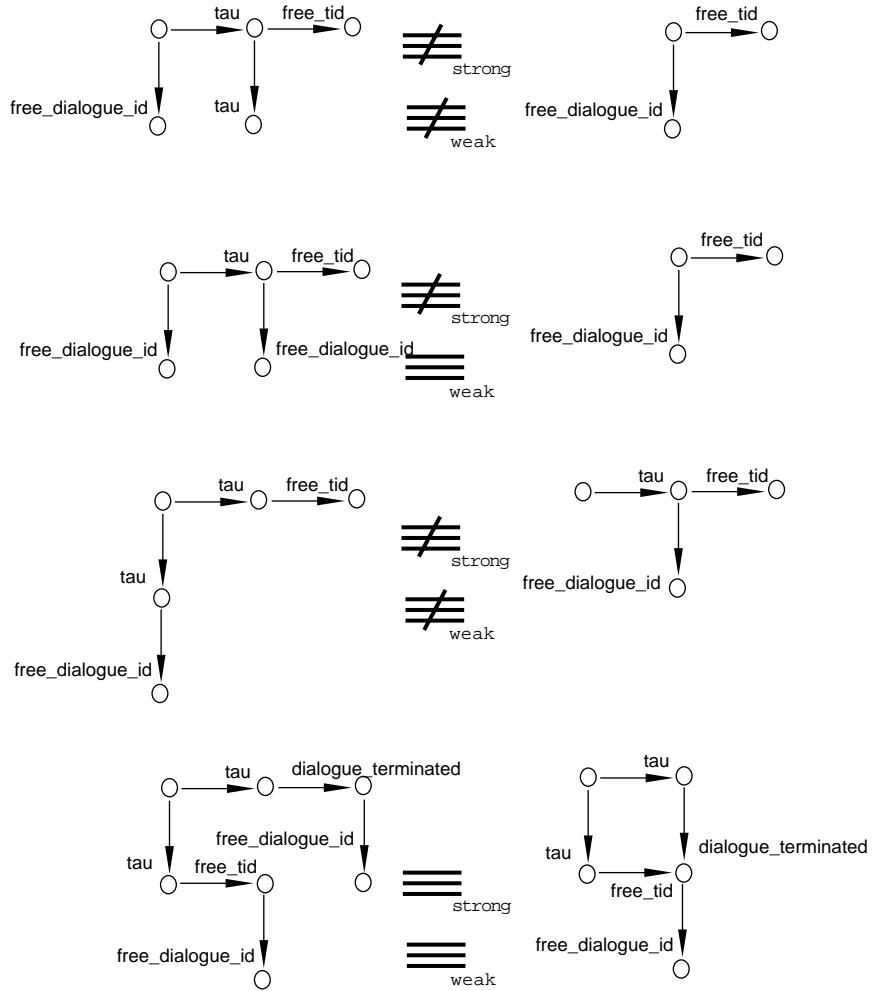 tau free_tid free_tid
strong
free_dialogue_id tau free_dialogue_id
weak
tau free_tid free_tid
strong
free_dialogue_id free_dialogue_id free_dialogue_id
weak
tau free_tid tau free_tid
strong
tau free_dialogue_id
weak
free_dialogue_id
tau dialogue_terminated tau
free_dialogue_id dialogue_terminated
tau free_tid tau free_tid
strong
free_dialogue_id free_dialogue_id
weak